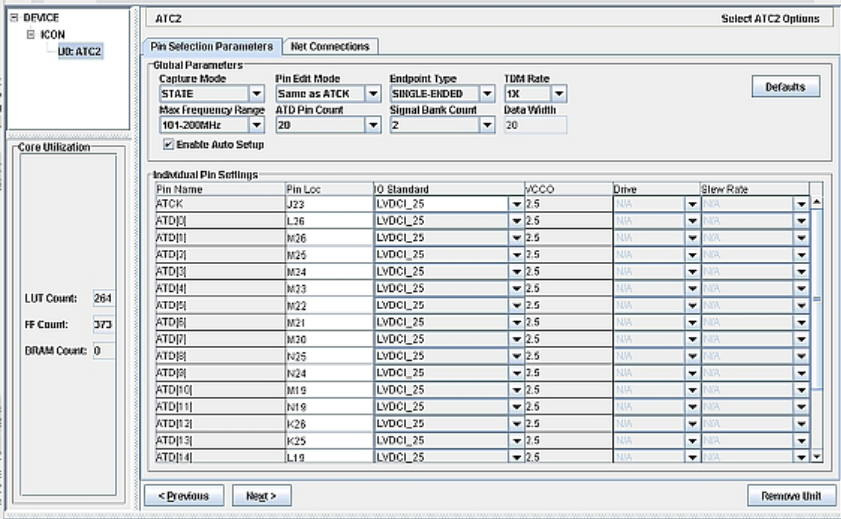 DEVICE
ICON
U0: ATC2
ATC2
Select ATC2 Options
Pin Selection Parameters
Net Connections
Global Parameters
Capture Mode Pin Edit Mode Endpoint Type TDM Rate
STATE Same as ATCK SINGLE-ENDED 1X
Defaults
Max Frequency Range ATD Pin Count Signal Bank Count Data Width
101-200MHz 20 2 20
Enable Auto Setup
Core Utilization
LUT Count: 264
FF Count: 373
BRAM Count: 0
Individual Pin Settings
Pin Name Pin Loc IO Standard VCCO Drive Slew Rate
ATCK J23 LVDCI_25 2.5 N/A N/A
ATD[0] L26 LVDCI_25 2.5 N/A N/A
ATD[1] M26 LVDCI_25 2.5 N/A N/A
ATD[2] M25 LVDCI_25 2.5 N/A N/A
ATD[3] M24 LVDCI_25 2.5 N/A N/A
ATD[4] M23 LVDCI_25 2.5 N/A N/A
ATD[5] M22 LVDCI_25 2.5 N/A N/A
ATD[6] M21 LVDCI_25 2.5 N/A N/A
ATD[7] M20 LVDCI_25 2.5 N/A N/A
ATD[8] N25 LVDCI_25 2.5 N/A N/A
ATD[9] N24 LVDCI_25 2.5 N/A N/A
ATD[10] M19 LVDCI_25 2.5 N/A N/A
ATD[11] N19 LVDCI_25 2.5 N/A N/A
ATD[12] K26 LVDCI_25 2.5 N/A N/A
ATD[13] K25 LVDCI_25 2.5 N/A N/A
ATD[14] L19 LVDCI_25 2.5 N/A N/A
< Previous
Next >
Remove Unit